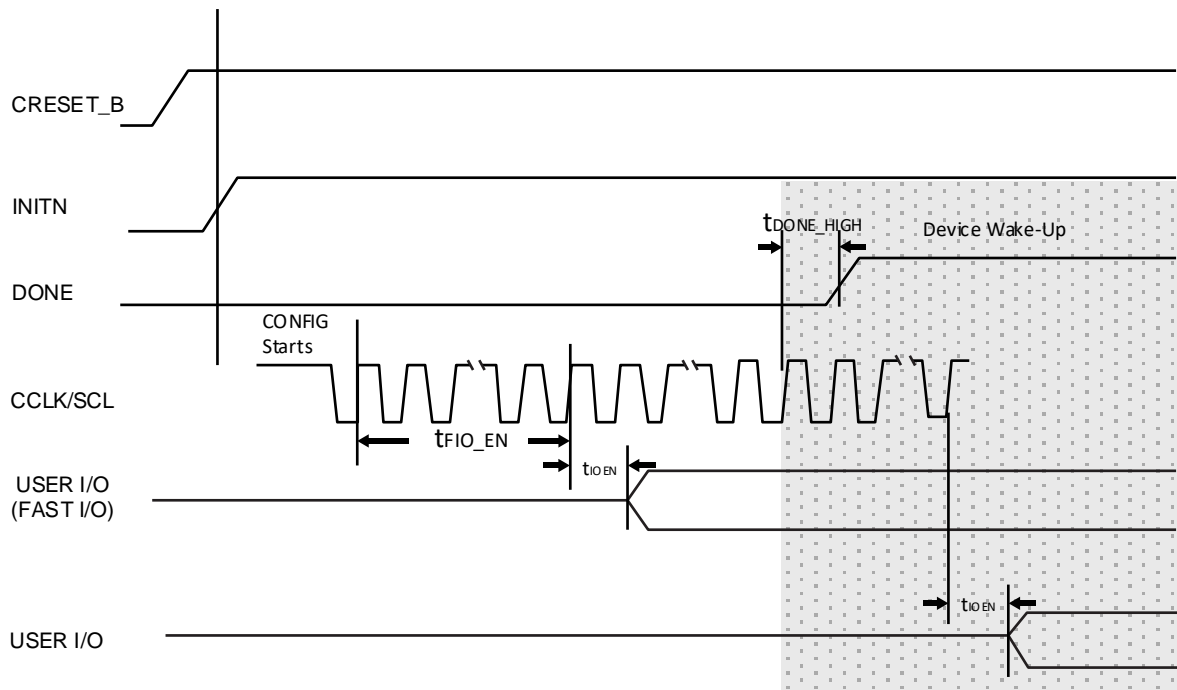 CRESET_B
INITN
tDONE_HIGH
Device Wake-Up
DONE
CONFIG
Starts
CCLK/SCL
tFIO_EN
tIOEN
USER I/O
(FAST I/O)
tIOEN
USER I/O